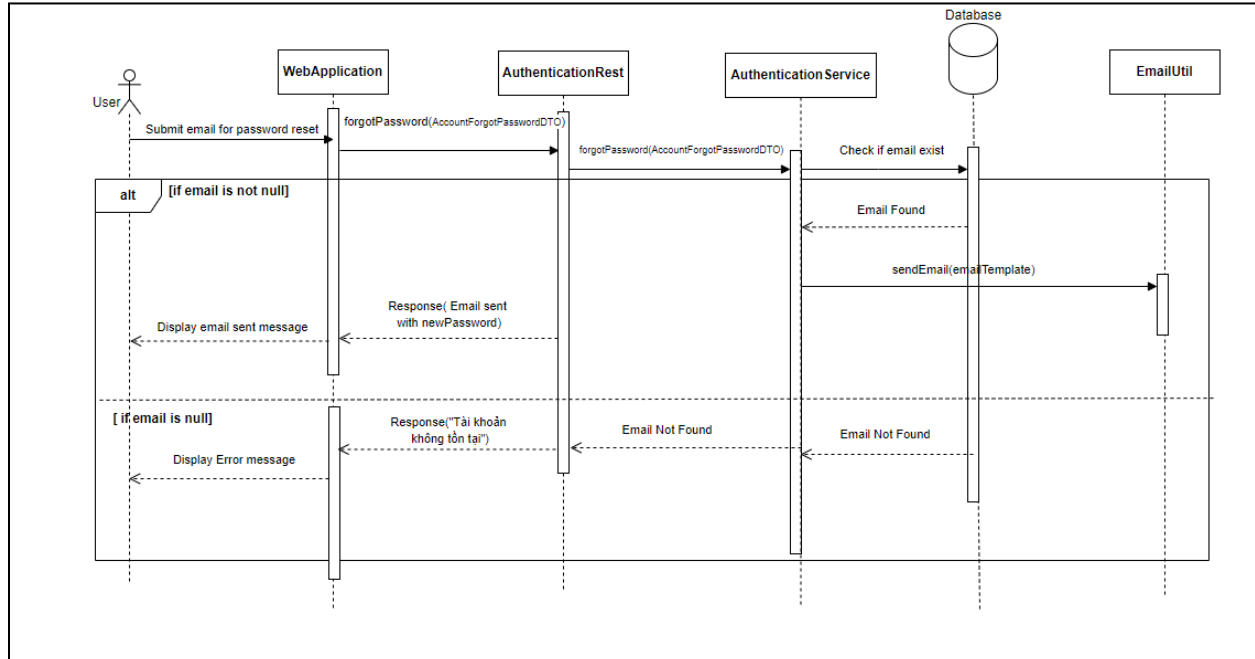 Database
WebApplication
AuthenticationRest
AuthenticationService
EmailUtil
User
Submit email for password reset
forgotPassword(AccountForgotPasswordDTO)
forgotPassword(AccountForgotPasswordDTO)
Check if email exist
alt
[if email is not null]
Email Found
sendEmail(emailTemplate)
Response( Email sent
with newPassword)
Display email sent message
[ if email is null]
Response("Tài khoản
không tồn tại")
Email Not Found
Email Not Found
Display Error message